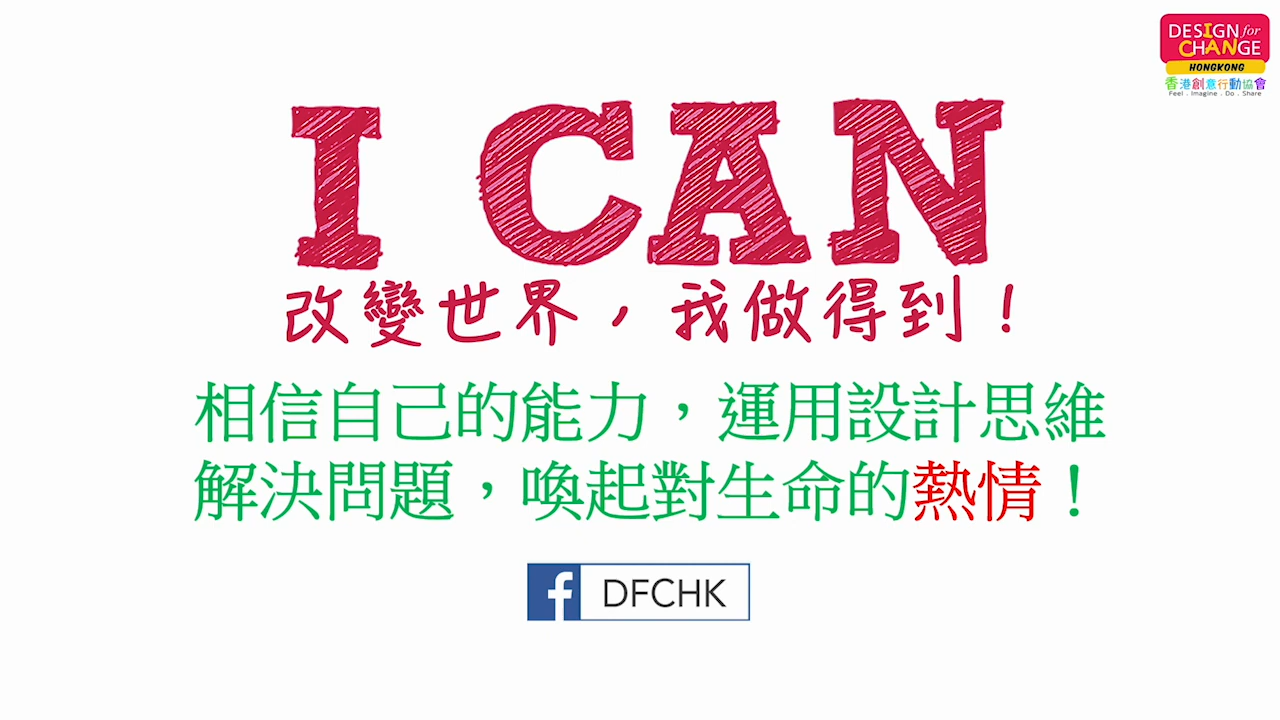 DESIGN for
CHANGE
HONGKONG
香港創意行動協會
Feel . Imagine . Do . Share
I CAN
改變世界，我做得到！
相信自己的能力，運用設計思維
解決問題，喚起對生命的熱情！
f DFCHK